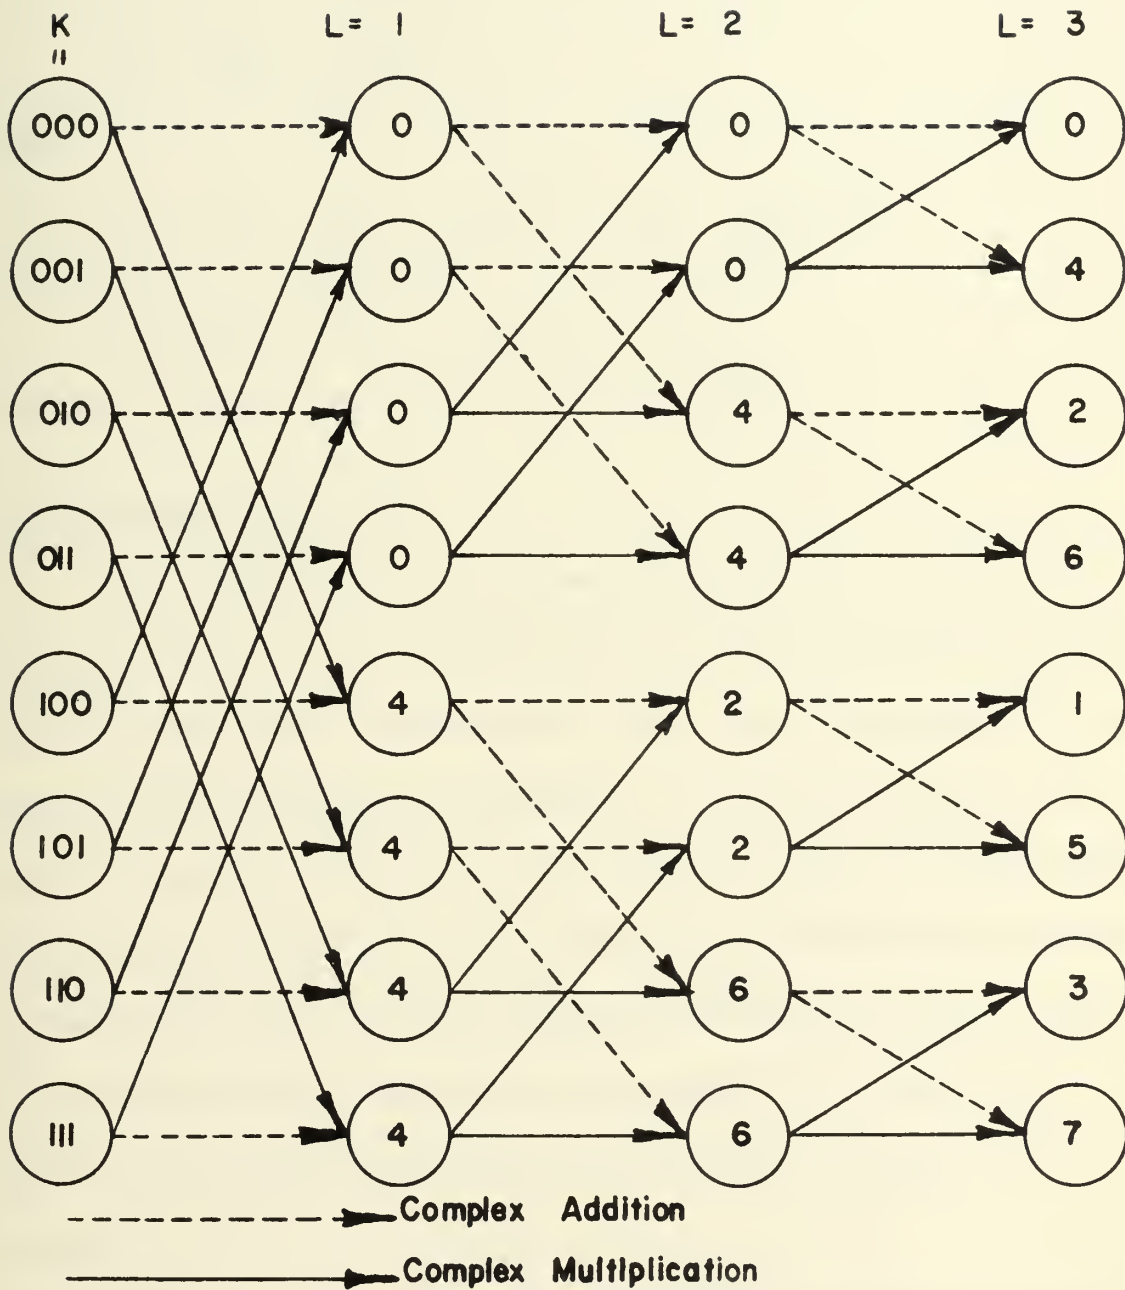 K L= 1 L= 2 L= 3
=
000 0 0 0
001 0 0 4
010 0 4 2
011 0 4 6
100 4 2 1
101 4 2 5
110 4 6 3
111 4 6 7
Complex Addition
Complex Multiplication